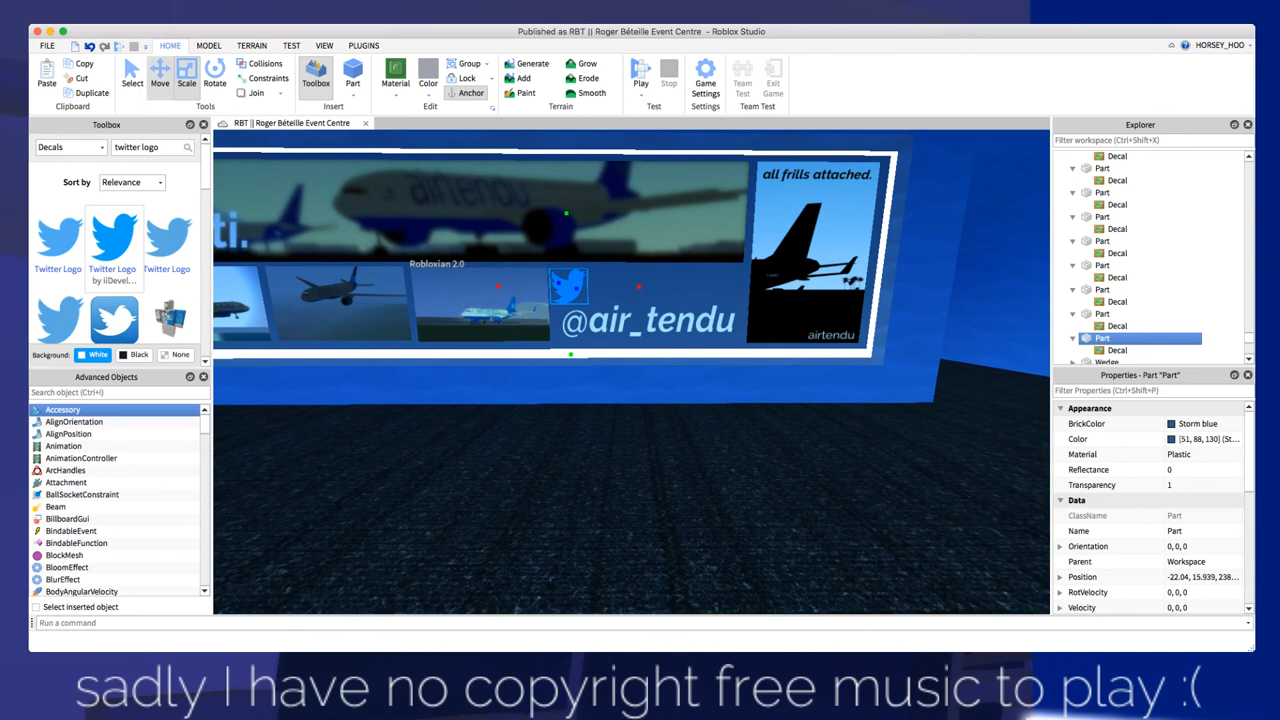 Published as RBT || Roger Béteille Event Centre – Roblox Studio
FILE HOME MODEL TERRAIN TEST VIEW PLUGINS HORSEY_HOO
Paste Copy Cut Duplicate Clipboard
Select Move Scale Rotate Collisions Constraints Join Tools
Toolbox Part Insert
Material Color Group Lock Anchor Edit
Generate Add Paint Grow Erode Smooth Terrain
Play Stop Test
Game Settings Settings
Team Test Exit Game Team Test
Toolbox
Decals twitter logo
Sort by Relevance
Twitter Logo Twitter Logo Twitter Logo
by iiDevel...
Background: White Black None
Advanced Objects
Search object (Ctrl+I)
Accessory
AlignOrientation
AlignPosition
Animation
AnimationController
ArcHandles
Attachment
BallSocketConstraint
Beam
BillboardGui
BindableEvent
BindableFunction
BlockMesh
BloomEffect
BlurEffect
BodyAngularVelocity
Select inserted object
Run a command
RBT || Roger Béteille Event Centre
airtendu
ti.
Robloxian 2.0
@air_tendu
all frills attached.
airtendu
Explorer
Filter workspace (Ctrl+Shift+X)
Decal
Part
Decal
Part
Decal
Part
Decal
Part
Decal
Part
Decal
Part
Decal
Part
Decal
Part
Decal
Wedge
Properties - Part "Part"
Filter Properties (Ctrl+Shift+P)
Appearance
BrickColor Storm blue
Color [51, 88, 130] (St...
Material Plastic
Reflectance 0
Transparency 1
Data
ClassName Part
Name Part
Orientation 0, 0, 0
Parent Workspace
Position -22.04, 15.939, 238...
RotVelocity 0, 0, 0
Velocity 0, 0, 0
sadly I have no copyright free music to play :(